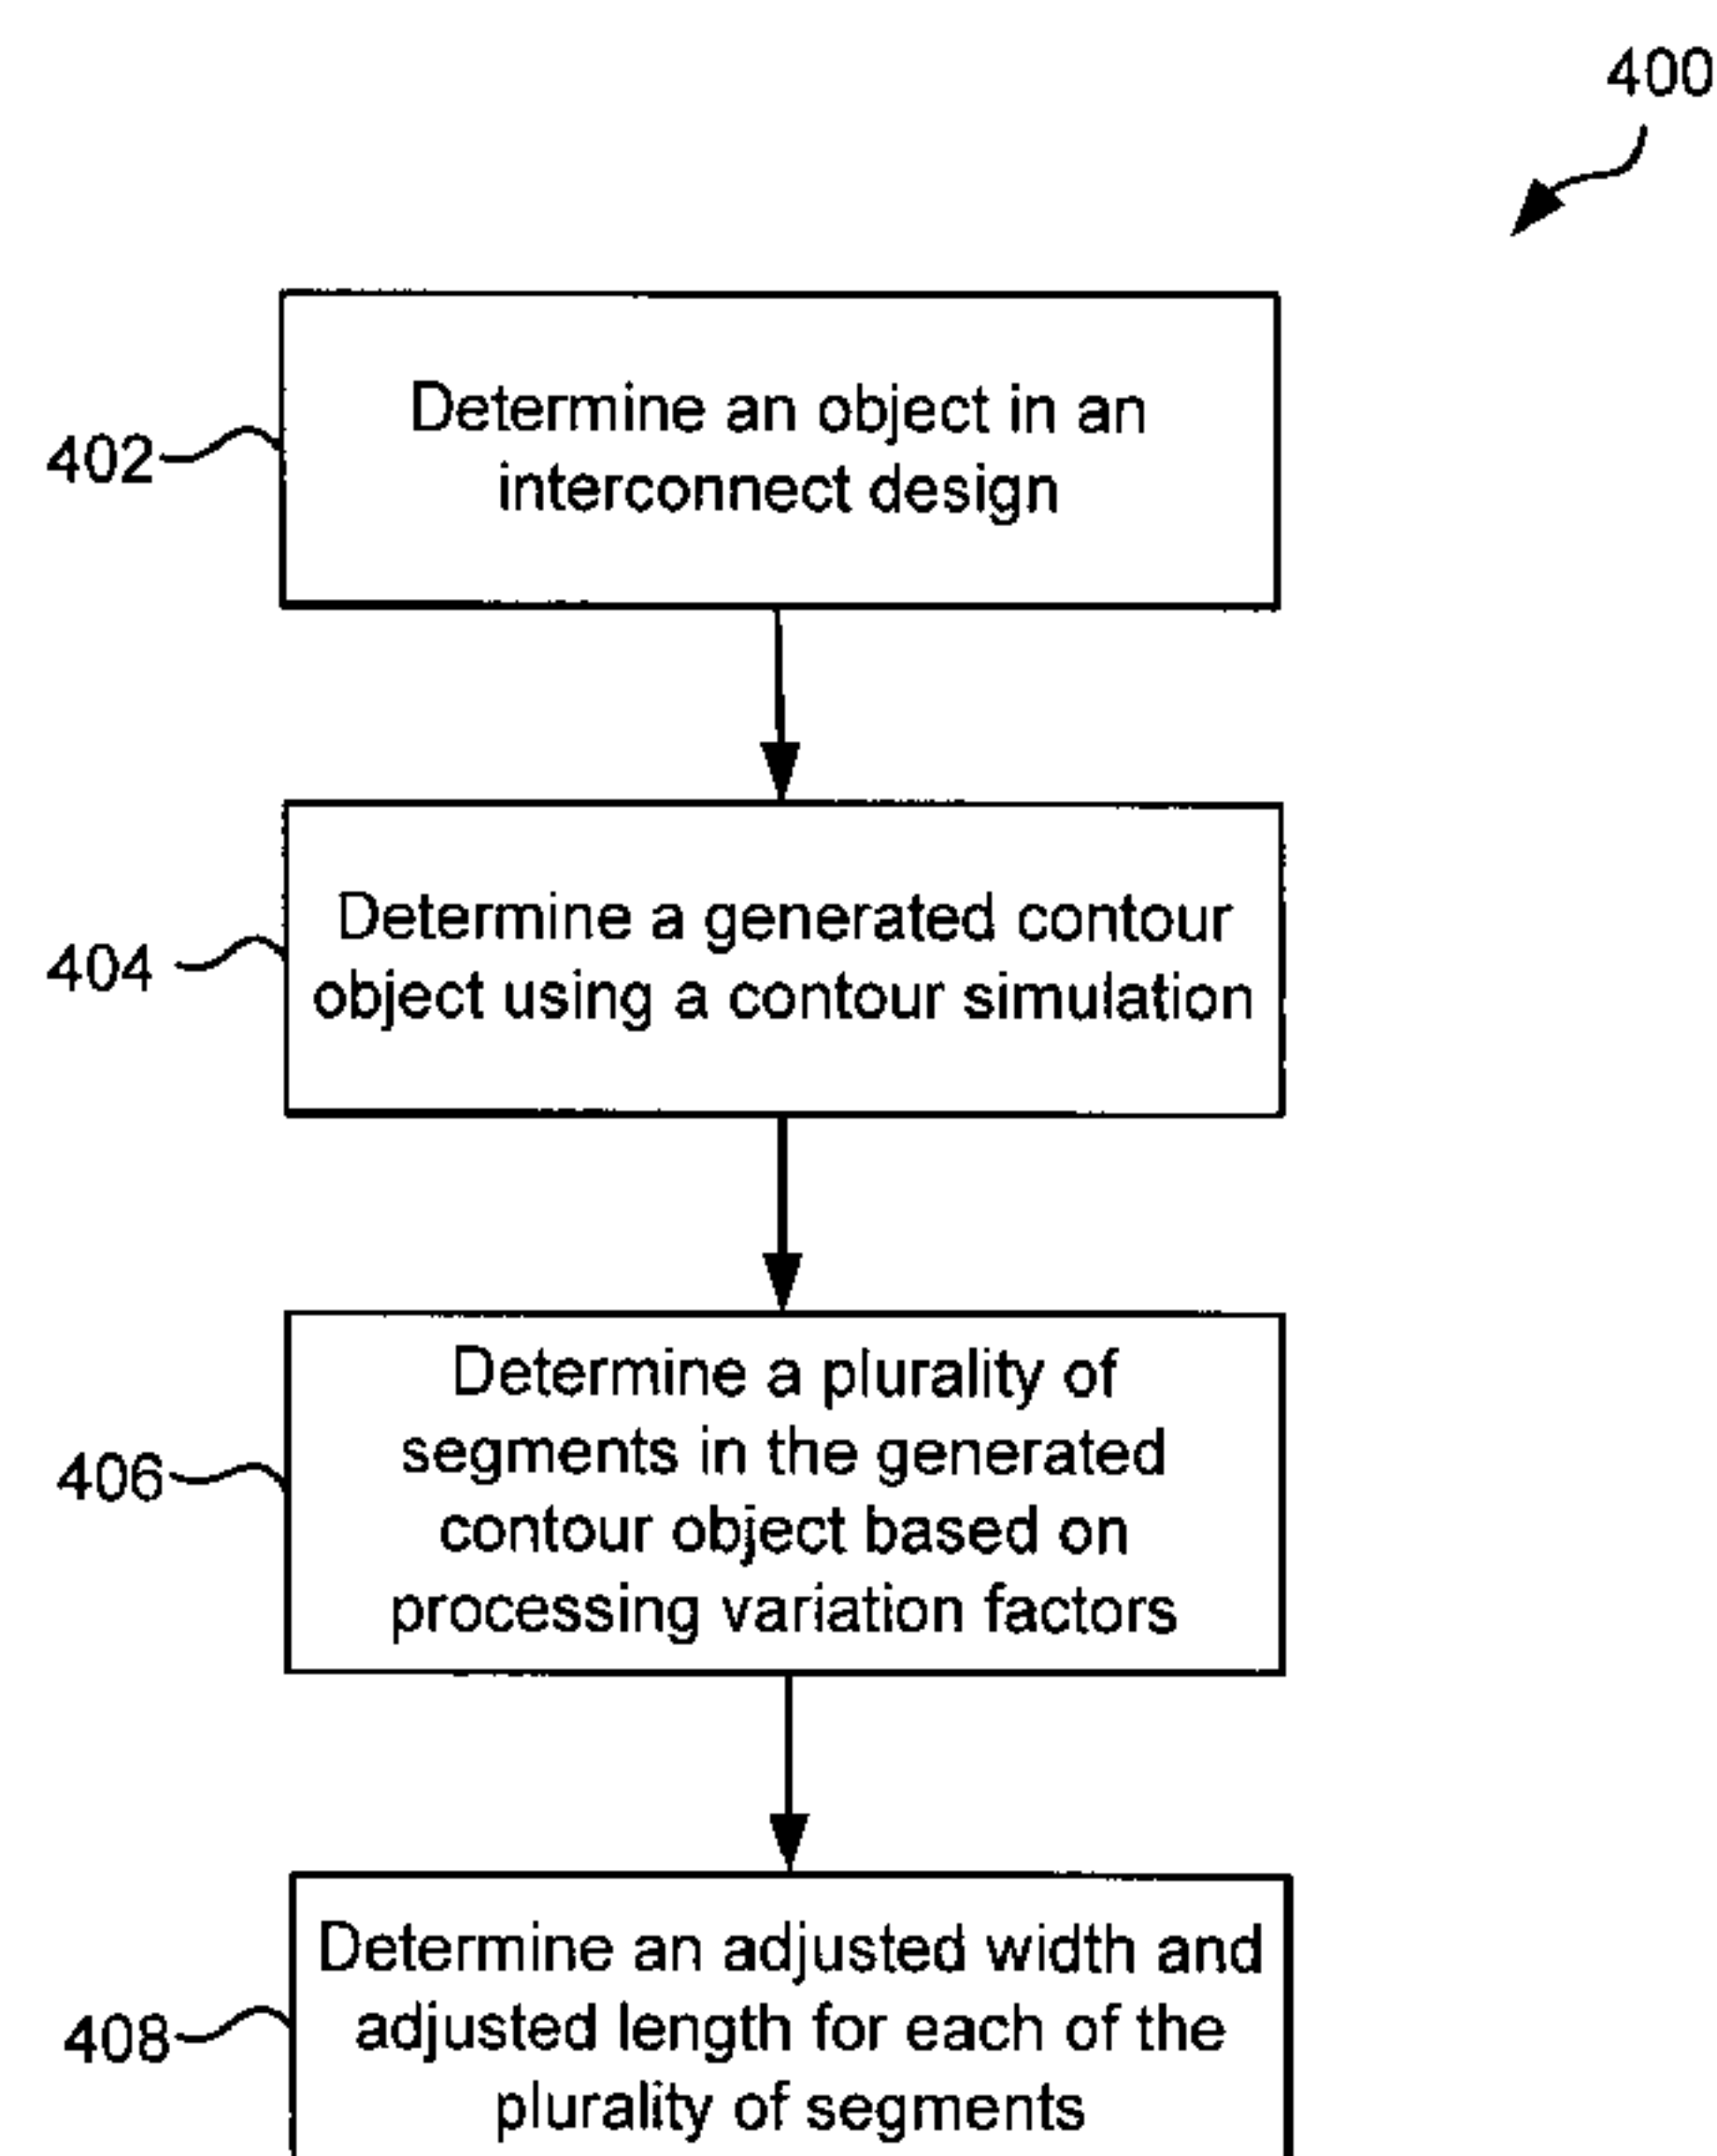 400
402
Determine an object in an
interconnect design
404
Determine a generated contour
object using a contour simulation
406
Determine a plurality of
segments in the generated
contour object based on
processing variation factors
408
Determine an adjusted width and
adjusted length for each of the
plurality of segments